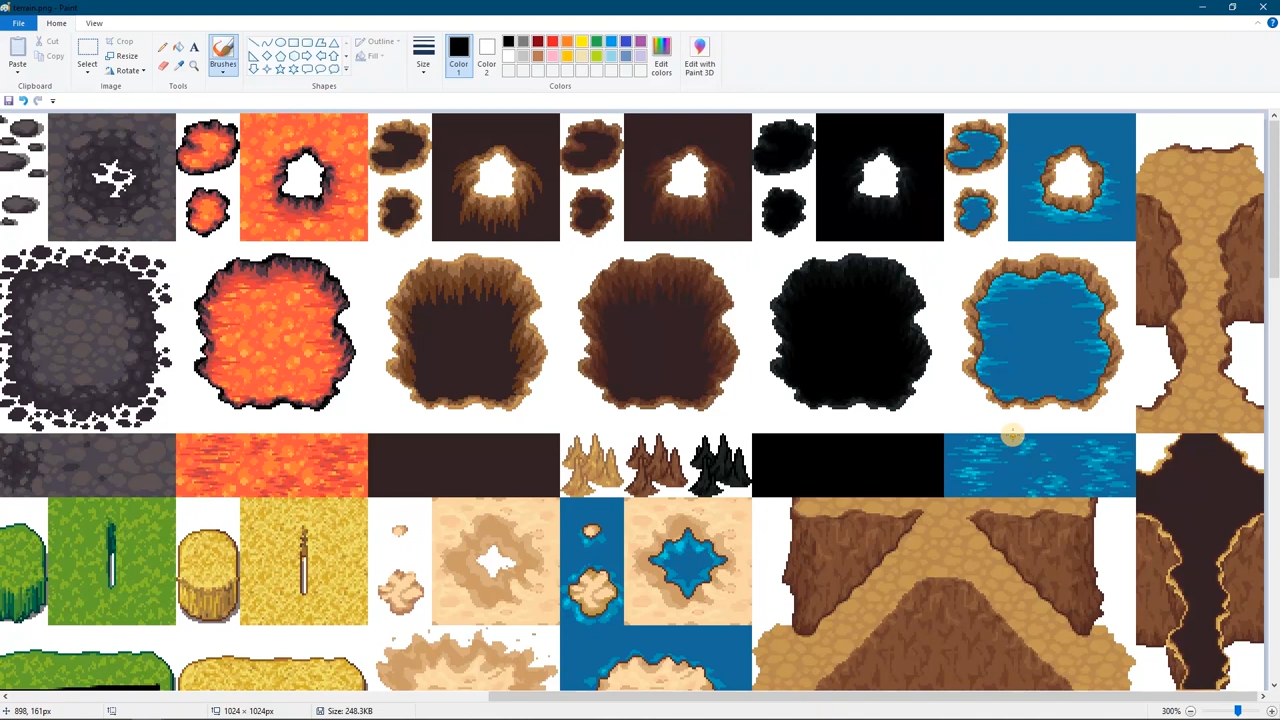 terrain.png - Paint
File Home View
Paste
Cut
Copy
Clipboard
Select
Crop
Resize
Rotate
Image
Tools
Brushes
Outline
Fill
Shapes
Size
Color 1
Color 2
Edit colors
Edit with Paint 3D
Colors
898, 161px
1024 × 1024px
Size: 248.3KB
300%